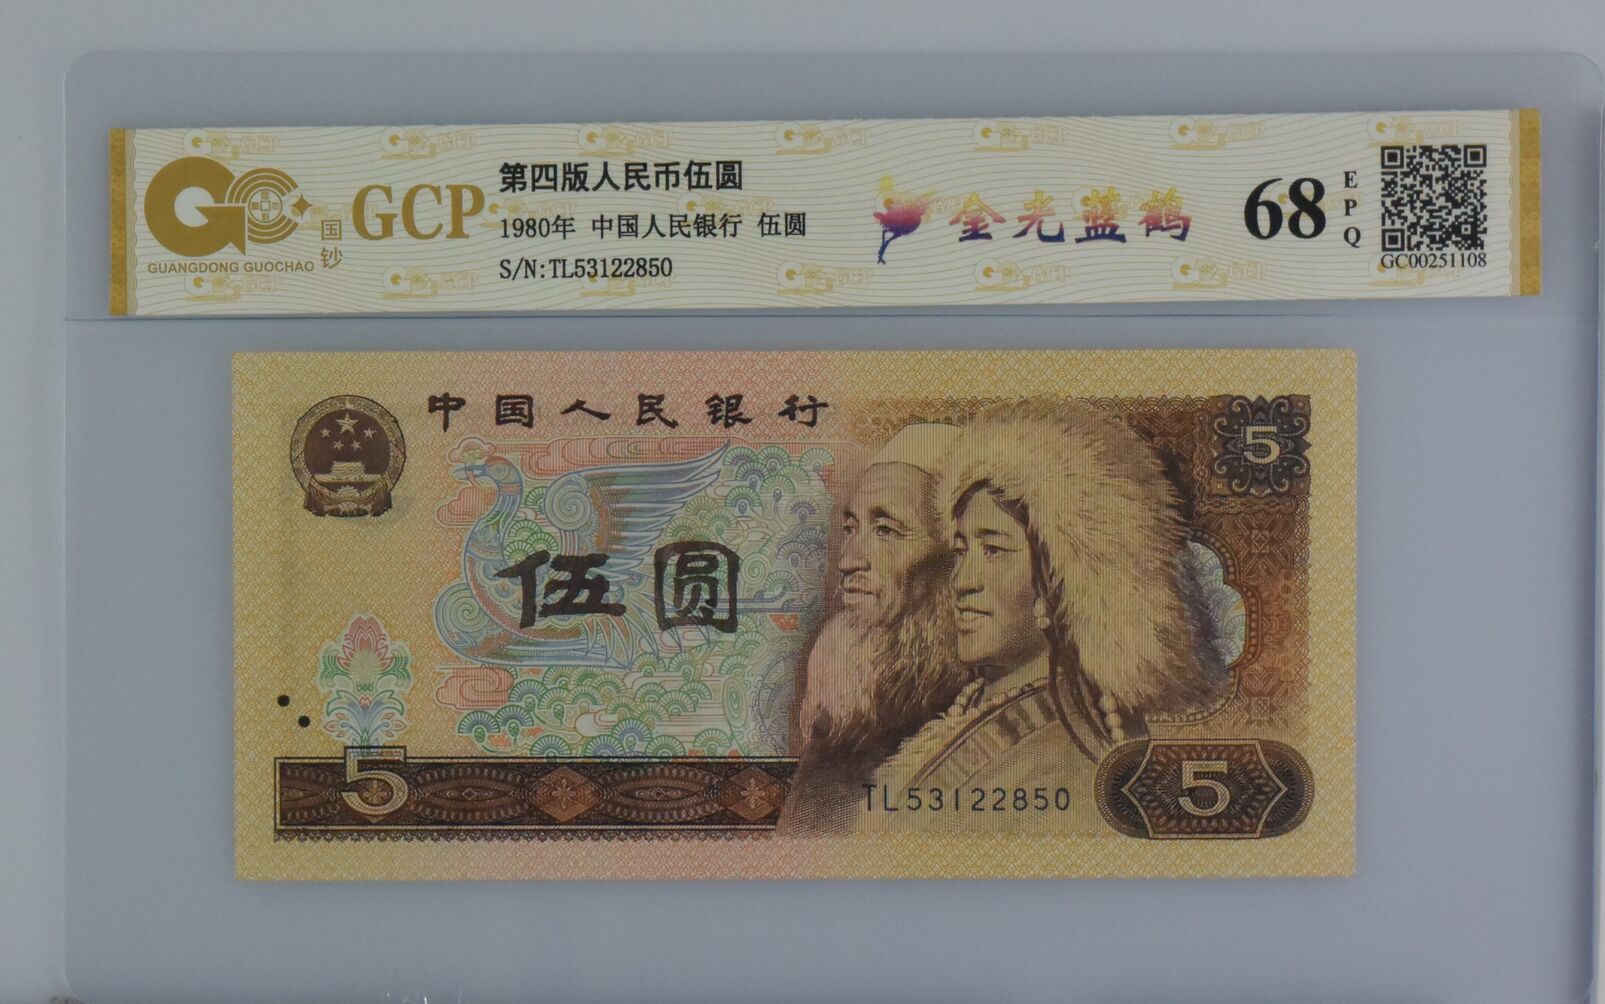 国钞
GUANGDONG GUOCHAO
GCP
第四版人民币伍圆
1980年 中国人民银行 伍圆
S/N:TL53122850
金光蓝鹤
68
EPQ
GC00251108
中国人民银行
5
伍圆
5
TL53122850
5